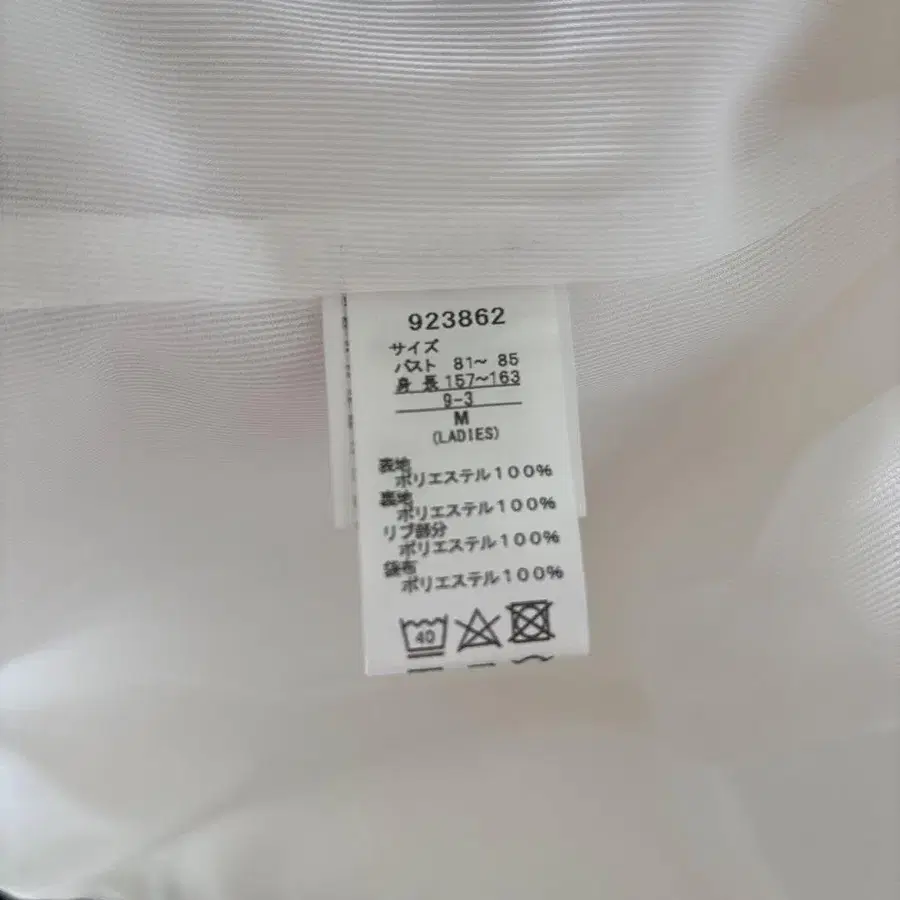 923862
サイズ
バスト 81～ 85
身 長 157～163
9-3
M
(LADIES)
表地
ポリエステル100%
裏地
ポリエステル100%
リブ部分
ポリエステル100%
袋布
ポリエステル100%
40